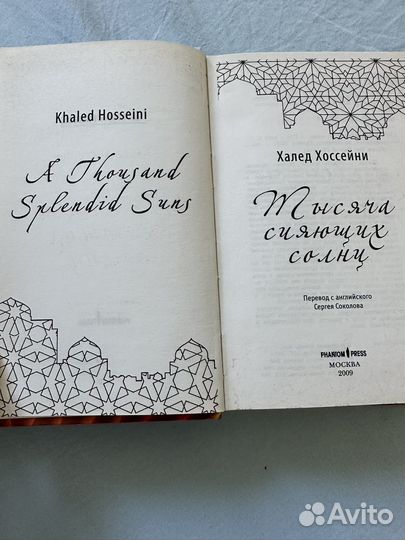 Khaled Hosseini
A Thousand
Splendid Suns
Халед Хоссейни
Тысяча
сияющих
солнц
Перевод с английского
Сергея Соколова
PHANTOM PRESS
МОСКВА
2009
Avito